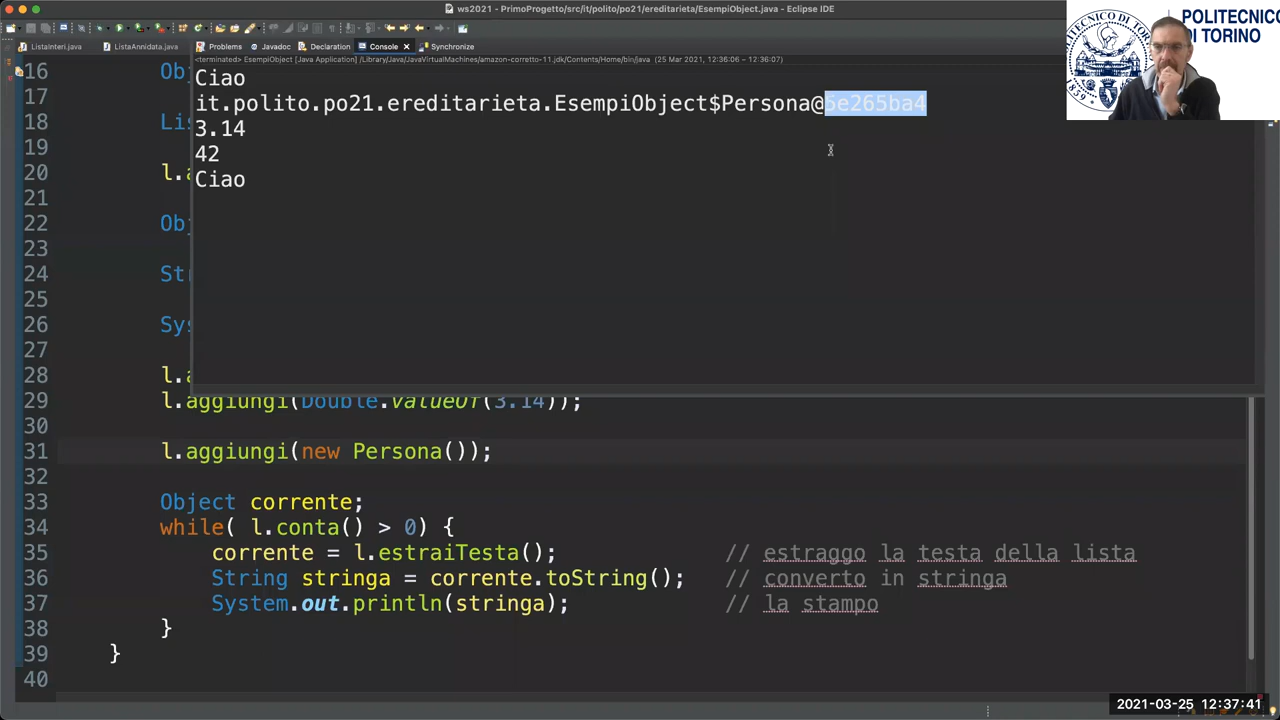 ws2021 - PrimoProgetto/src/it/polito/po21/ereditarieta/EsempiObject.java - Eclipse IDE
ListaInteri.java
ListaAnnidata.java
Problems
Javadoc
Declaration
Console
Synchronize
<terminated> EsempiObject [Java Application] /Library/Java/JavaVirtualMachines/amazon-corretto-11.jdk/Contents/Home/bin/java (25 Mar 2021, 12:36:06 – 12:36:07)
Ciao
it.polito.po21.ereditarieta.EsempiObject$Persona@5e265ba4
3.14
42
Ciao
16 Obj
17
18 Lis
19
20 l.a
21
22 Obj
23
24 Str
25
26 Sys
27
28 l.a
29 l.aggiungi(Double.valueOf(3.14));
30
31 l.aggiungi(new Persona());
32
33 Object corrente;
34 while( l.conta() > 0) {
35 corrente = l.estraiTesta(); // estraggo la testa della lista
36 String stringa = corrente.toString(); // converto in stringa
37 System.out.println(stringa); // la stampo
38 }
39 }
40
POLITECNICO
DI TORINO
1859
2021-03-25 12:37:41